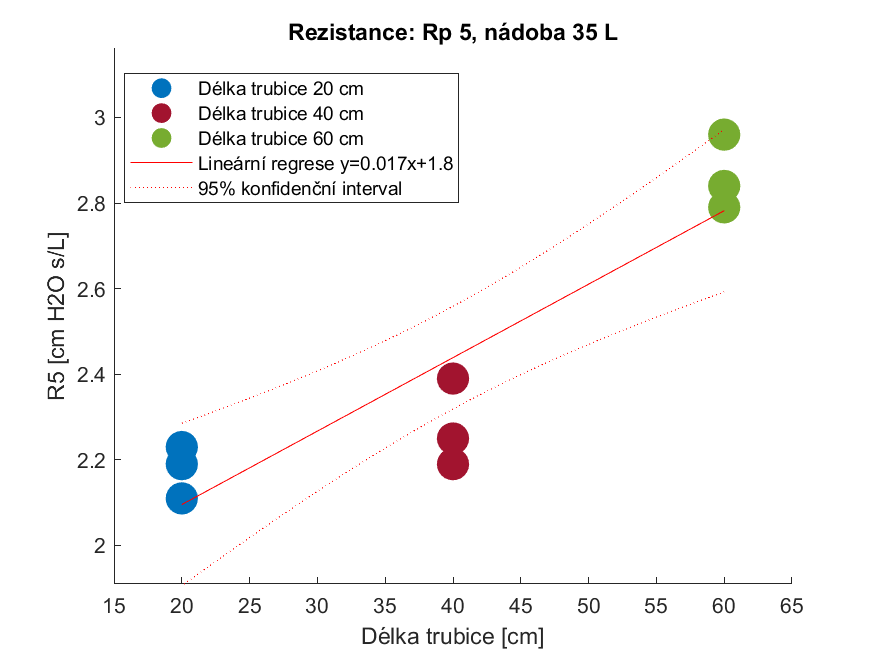 Rezistance: Rp 5, nádoba 35 L
Délka trubice 20 cm
Délka trubice 40 cm
Délka trubice 60 cm
Lineární regrese y=0.017x+1.8
95% konfidenční interval
R5 [cm H2O s/L]
3
2.8
2.6
2.4
2.2
2
15 20 25 30 35 40 45 50 55 60 65
Délka trubice [cm]